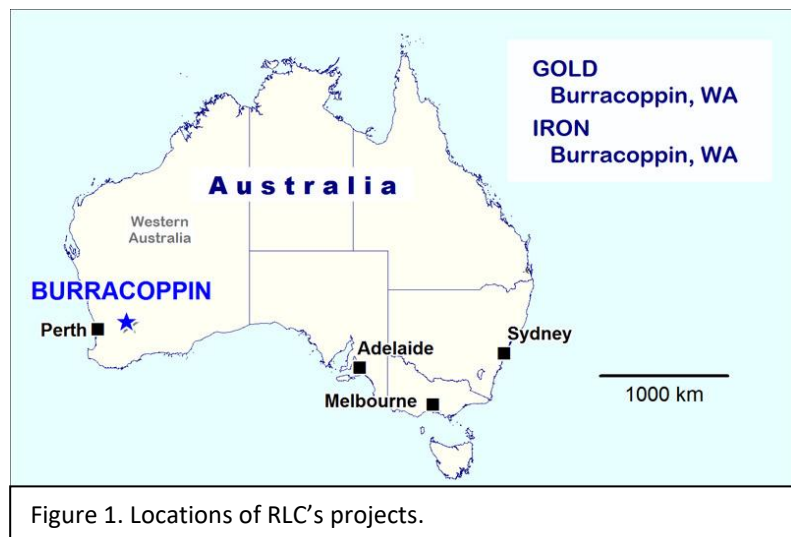 GOLD
Burracoppin, WA
IRON
Burracoppin, WA
Australia
Western
Australia
BURRACOPPIN
Perth
Adelaide
Sydney
Melbourne
1000 km
Figure 1. Locations of RLC’s projects.